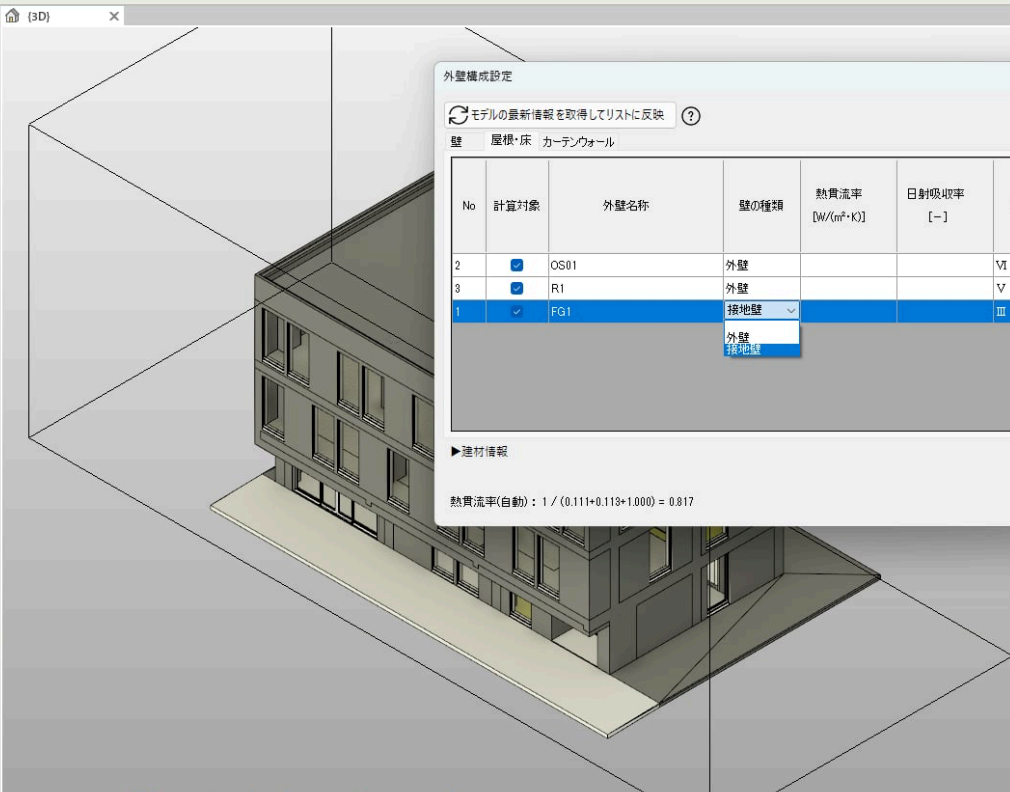 {3D}
外壁構成設定
モデルの最新情報を取得してリストに反映
壁 屋根・床 カーテンウォール
No 計算対象 外壁名称 壁の種類 熱貫流率 日射吸収率
[W/(m²・K)] [-]
2 OS01 外壁 Ⅵ
3 R1 外壁 Ⅴ
1 FG1 接地壁 Ⅲ
外壁
接地壁
▶建材情報
熱貫流率(自動)： 1 / (0.111+0.113+1.000) = 0.817